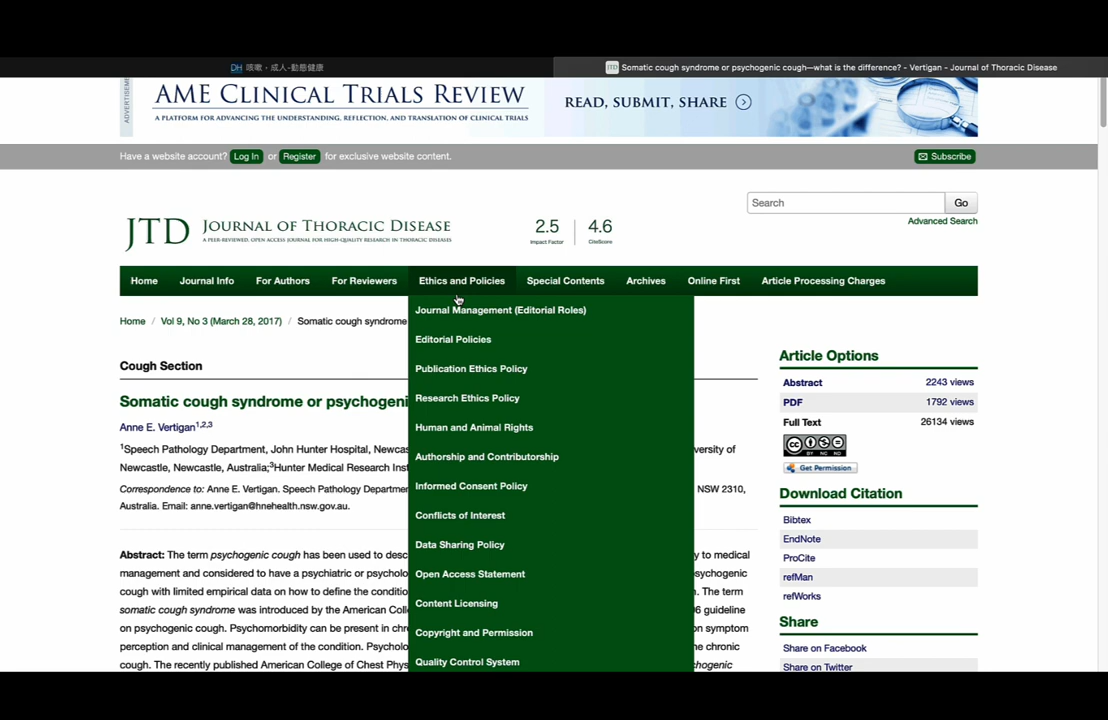 DH 咳嗽・成人-動態健康
JTD Somatic cough syndrome or psychogenic cough—what is the difference? - Vertigan - Journal of Thoracic Disease
AME CLINICAL TRIALS REVIEW
A PLATFORM FOR ADVANCING THE UNDERSTANDING, REFLECTION, AND TRANSLATION OF CLINICAL TRIALS
READ, SUBMIT, SHARE
Have a website account? Log In or Register for exclusive website content.
Subscribe
Search Go
Advanced Search
JTD JOURNAL OF THORACIC DISEASE
A PEER-REVIEWED, OPEN ACCESS JOURNAL FOR HIGH-QUALITY RESEARCH IN THORACIC DISEASES
2.5 4.6
Impact Factor CiteScore
Home Journal Info For Authors For Reviewers Ethics and Policies Special Contents Archives Online First Article Processing Charges
Journal Management (Editorial Roles)
Editorial Policies
Publication Ethics Policy
Research Ethics Policy
Human and Animal Rights
Authorship and Contributorship
Informed Consent Policy
Conflicts of Interest
Data Sharing Policy
Open Access Statement
Content Licensing
Copyright and Permission
Quality Control System
Home / Vol 9, No 3 (March 28, 2017) / Somatic cough syndrome
Cough Section
Somatic cough syndrome or psychogeni
Anne E. Vertigan1,2,3
1Speech Pathology Department, John Hunter Hospital, Newcas versity of
Newcastle, Newcastle, Australia;3Hunter Medical Research Inst
Correspondence to: Anne E. Vertigan. Speech Pathology Departmen NSW 2310,
Australia. Email: anne.vertigan@hnehealth.nsw.gov.au.
Abstract: The term psychogenic cough has been used to desc y to medical
management and considered to have a psychiatric or psycholo sychogenic
cough with limited empirical data on how to define the conditio n. The term
somatic cough syndrome was introduced by the American Coll 6 guideline
on psychogenic cough. Psychomorbidity can be present in chr on symptom
perception and clinical management of the condition. Psycholo e chronic
cough. The recently published American College of Chest Phys hogenic
Article Options
Abstract 2243 views
PDF 1792 views
Full Text 26134 views
CC BY NC ND
Get Permission
Download Citation
Bibtex
EndNote
ProCite
refMan
refWorks
Share
Share on Facebook
Share on Twitter